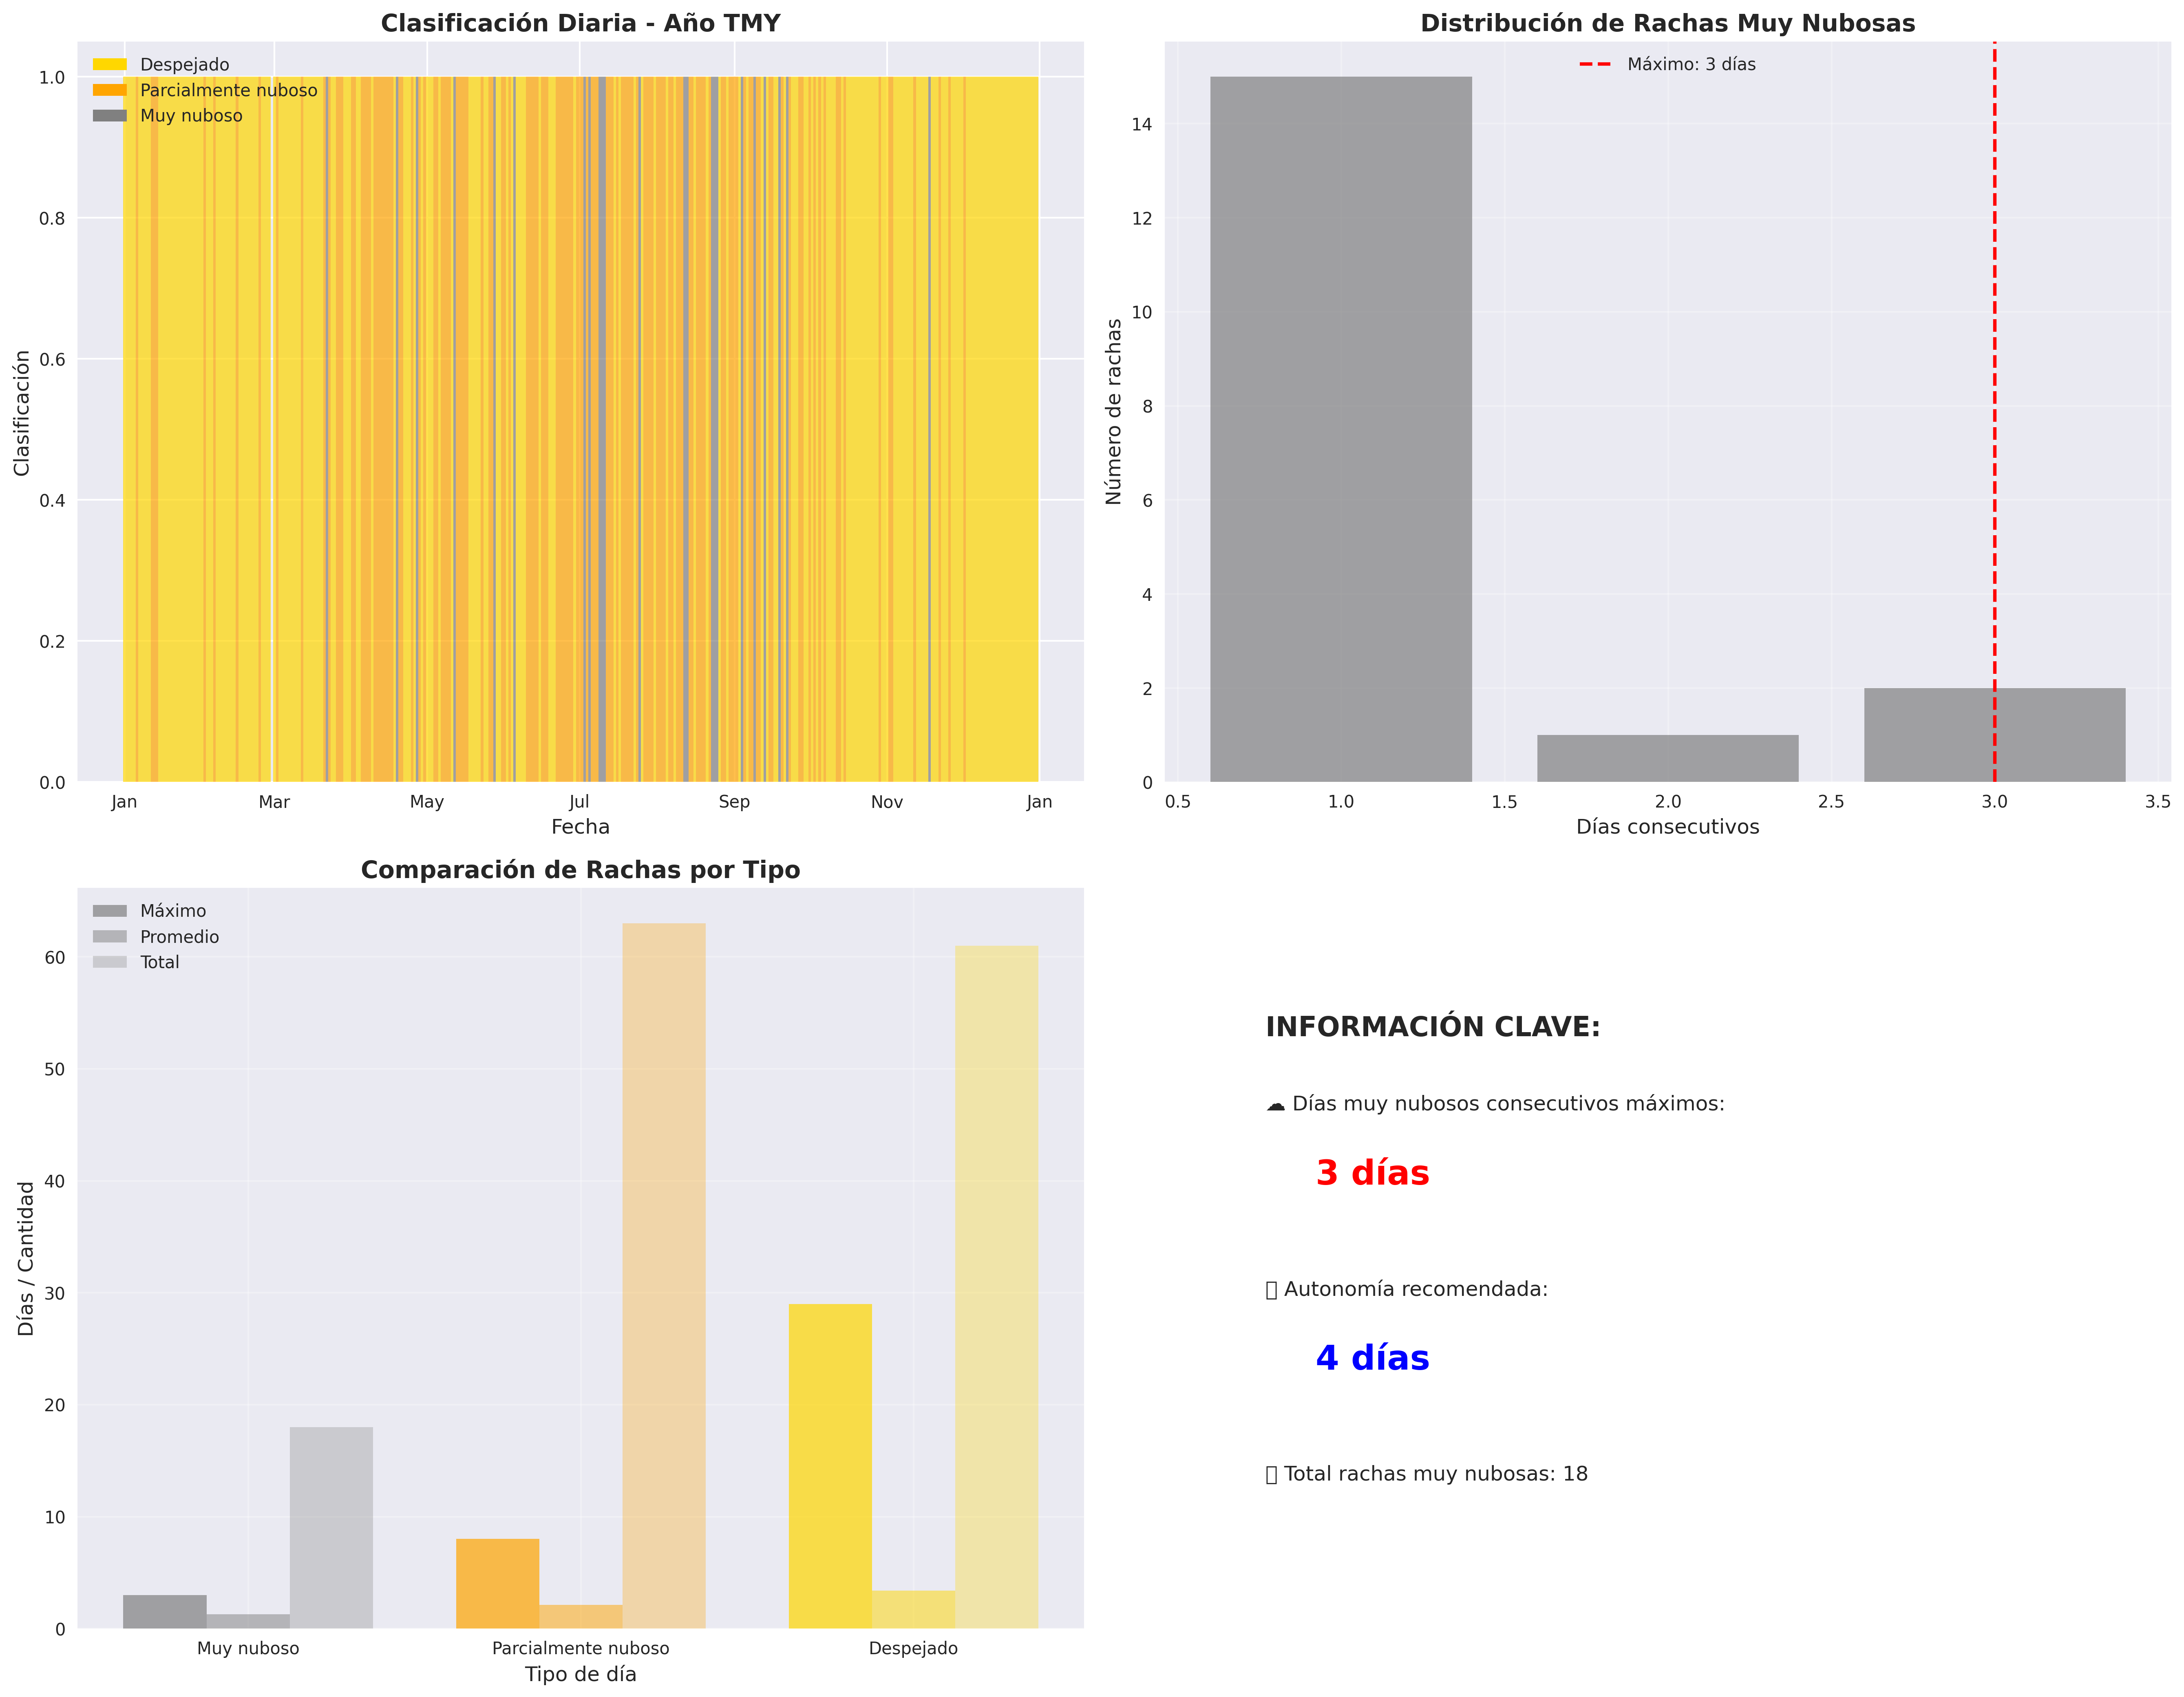 Clasificación Diaria - Año TMY
Despejado
Parcialmente nuboso
Muy nuboso
Clasificación
1.0
0.8
0.6
0.4
0.2
0.0
Jan
Mar
May
Jul
Sep
Nov
Jan
Fecha
Distribución de Rachas Muy Nubosas
Máximo: 3 días
Número de rachas
14
12
10
8
6
4
2
0
0.5
1.0
1.5
2.0
2.5
3.0
3.5
Días consecutivos
Comparación de Rachas por Tipo
Máximo
Promedio
Total
Días / Cantidad
60
50
40
30
20
10
0
Muy nuboso
Parcialmente nuboso
Despejado
Tipo de día
INFORMACIÓN CLAVE:
☁ Días muy nubosos consecutivos máximos:
3 días
Autonomía recomendada:
4 días
Total rachas muy nubosas: 18